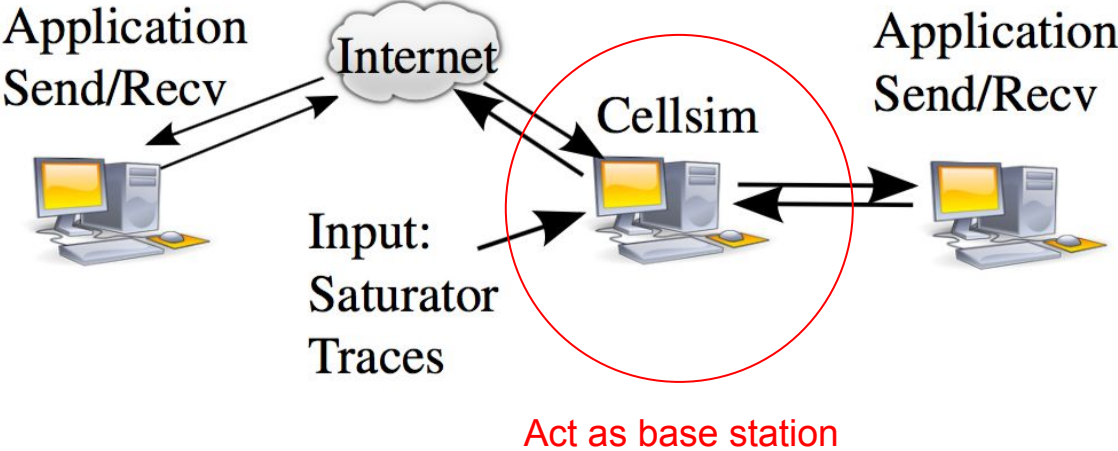 Application
Send/Recv
Internet
Cellsim
Application
Send/Recv
Input:
Saturator
Traces
Act as base station